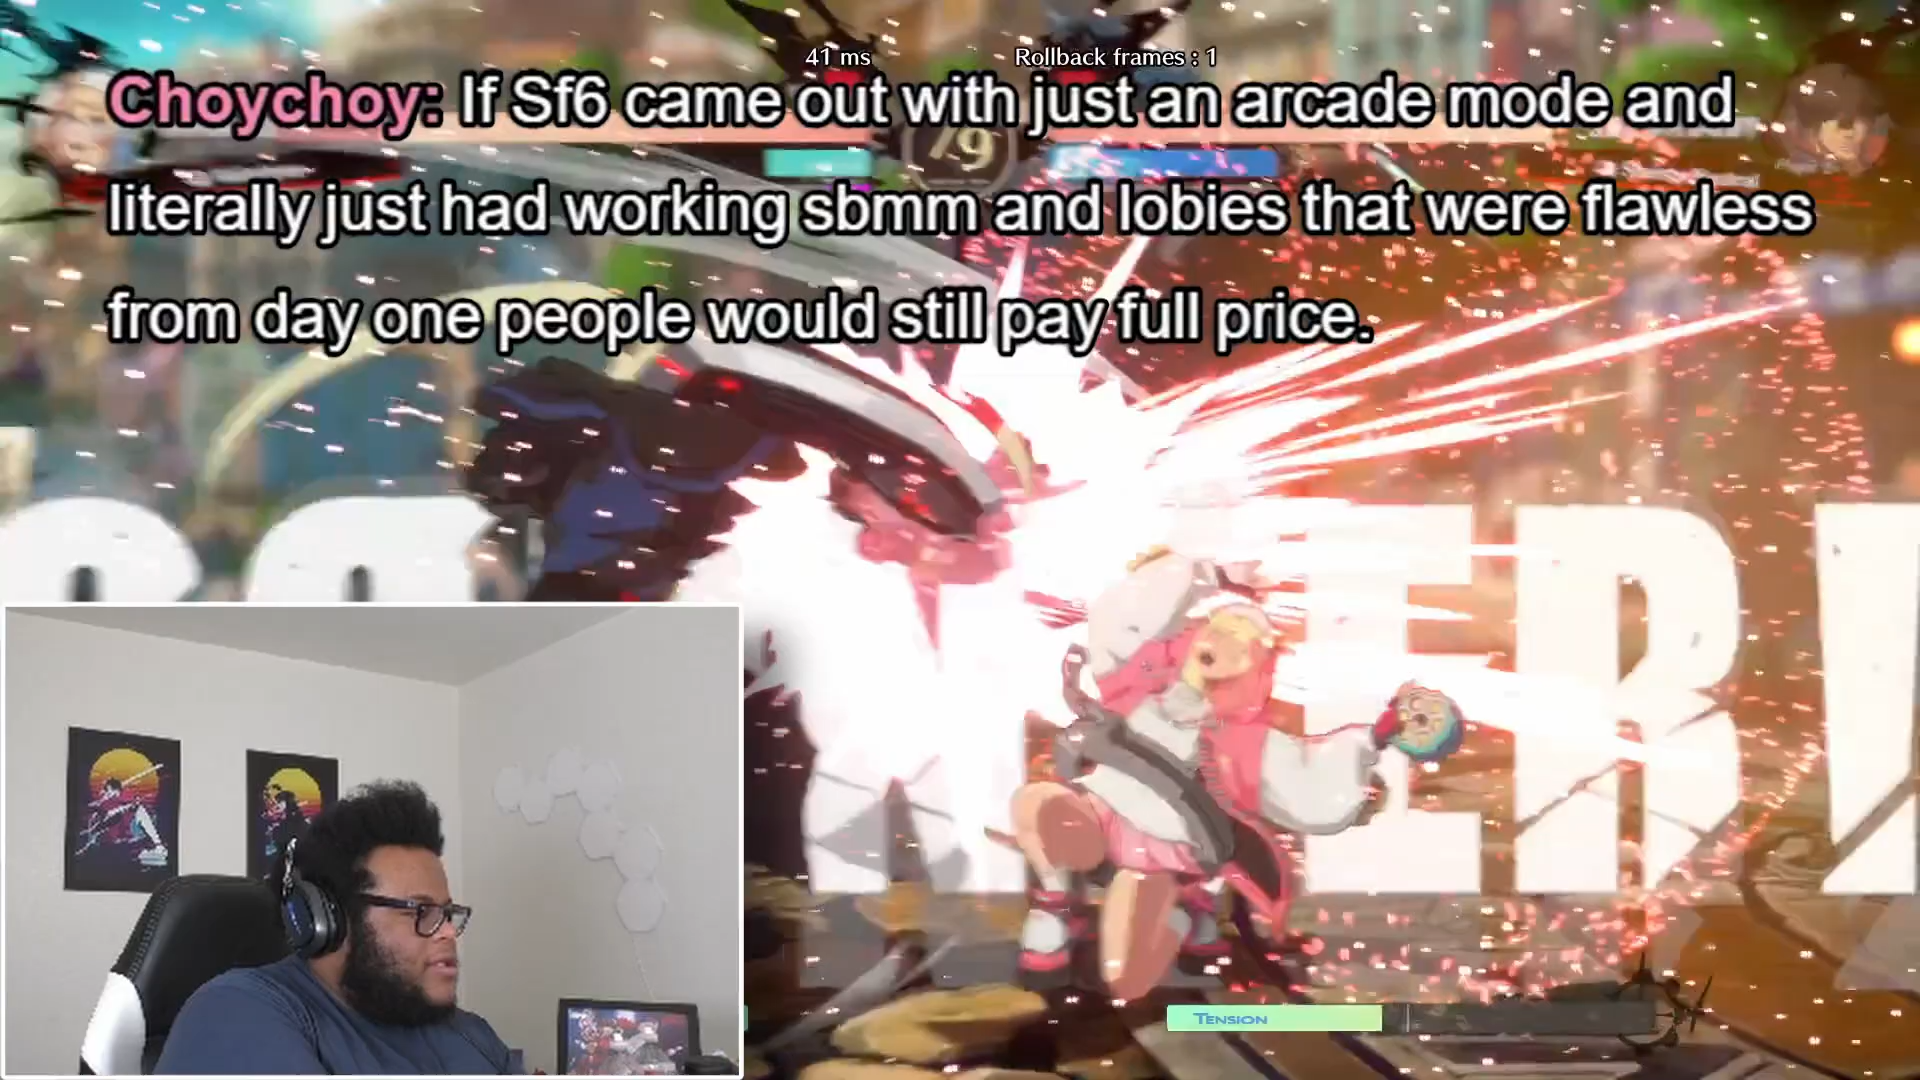 41 ms Rollback frames : 1
Choychoy: If Sf6 came out with just an arcade mode and
79
literally just had working sbmm and lobies that were flawless
from day one people would still pay full price.
TENSION